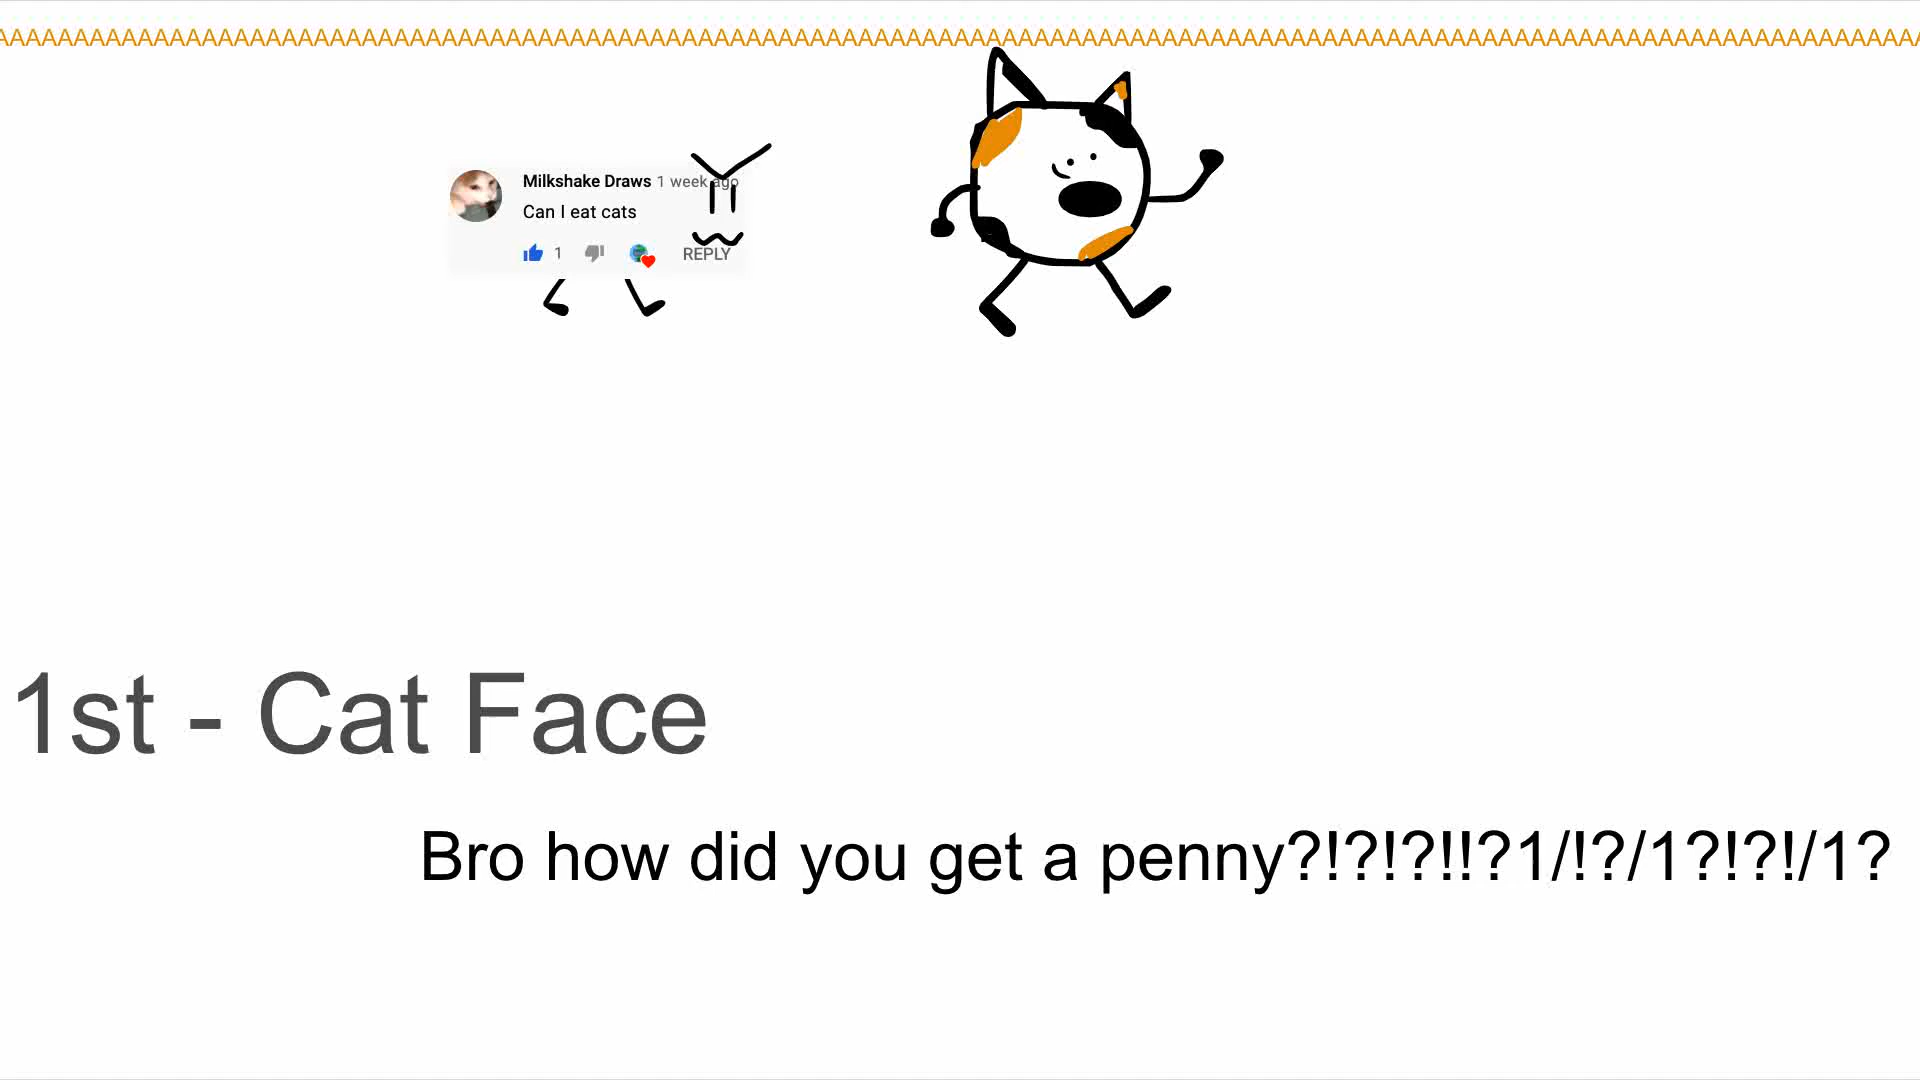 AAAAAAAAAAAAAAAAAAAAAAAAAAAAAAAAAAAAAAAAAAAAAAAAAAAAAAAAAAAAAAAAAAAAAAAAAAAAAAAAAAAAAAAAAAAAAAAAAAAAAAAAAAAAAAAAAAAAAAAAAAAAA
Milkshake Draws 1 week ago
Can I eat cats
1 REPLY
1st - Cat Face
Bro how did you get a penny?!?!?!!?1/!?/1?!?!/1?